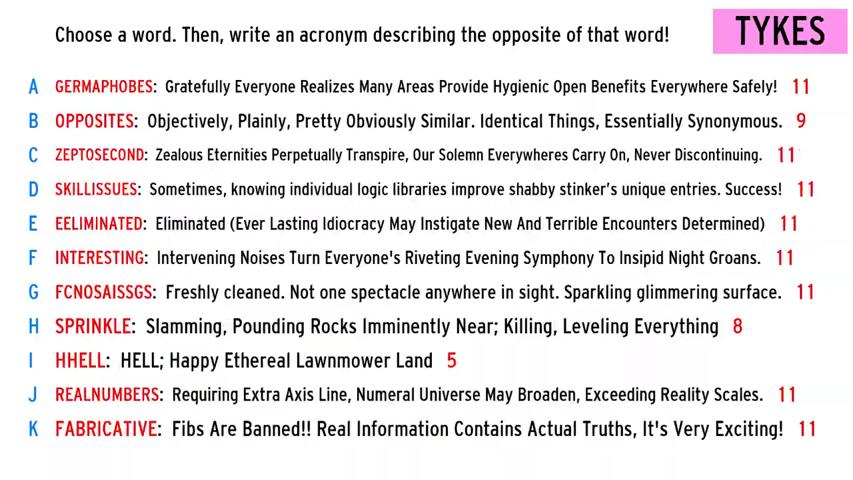 Choose a word. Then, write an acronym describing the opposite of that word!
TYKES
A GERMAPHOBES: Gratefully Everyone Realizes Many Areas Provide Hygienic Open Benefits Everywhere Safely! 11
B OPPOSITES: Objectively, Plainly, Pretty Obviously Similar. Identical Things, Essentially Synonymous. 9
C ZEPTOSECOND: Zealous Eternities Perpetually Transpire, Our Solemn Everywheres Carry On, Never Discontinuing. 11
D SKILLISSUES: Sometimes, knowing individual logic libraries improve shabby stinker's unique entries. Success! 11
E EELIMINATED: Eliminated (Ever Lasting Idiocracy May Instigate New And Terrible Encounters Determined) 11
F INTERESTING: Intervening Noises Turn Everyone's Riveting Evening Symphony To Insipid Night Groans. 11
G FCNOSAISSGS: Freshly cleaned. Not one spectacle anywhere in sight. Sparkling glimmering surface. 11
H SPRINKLE: Slamming, Pounding Rocks Imminently Near; Killing, Leveling Everything 8
I HHELL: HELL; Happy Ethereal Lawnmower Land 5
J REALNUMBERS: Requiring Extra Axis Line, Numeral Universe May Broaden, Exceeding Reality Scales. 11
K FABRICATIVE: Fibs Are Banned!! Real Information Contains Actual Truths, It's Very Exciting! 11